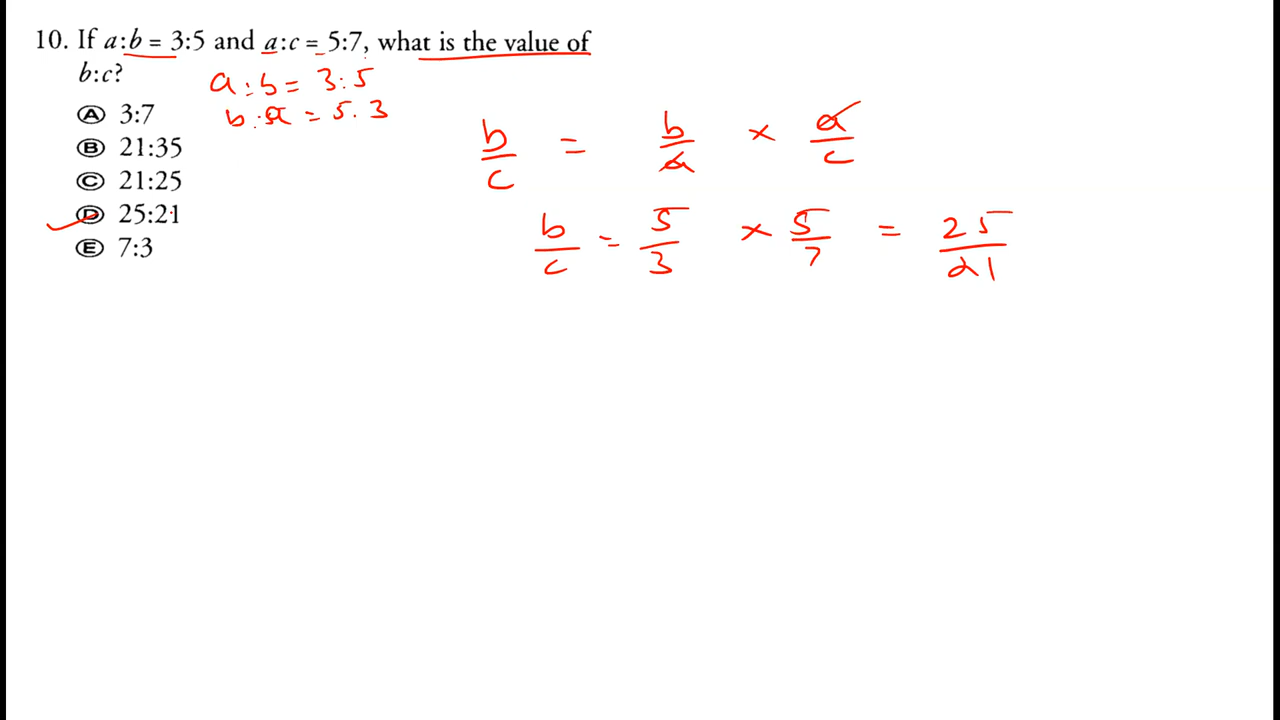 10. If a:b = 3:5 and a:c = 5:7, what is the value of
b:c?
a:b = 3:5
b:a = 5.3
A 3:7
B 21:35
C 21:25
D 25:21
E 7:3
b/c = b/a × a/c
b/c = 5/3 × 5/7 = 25/21